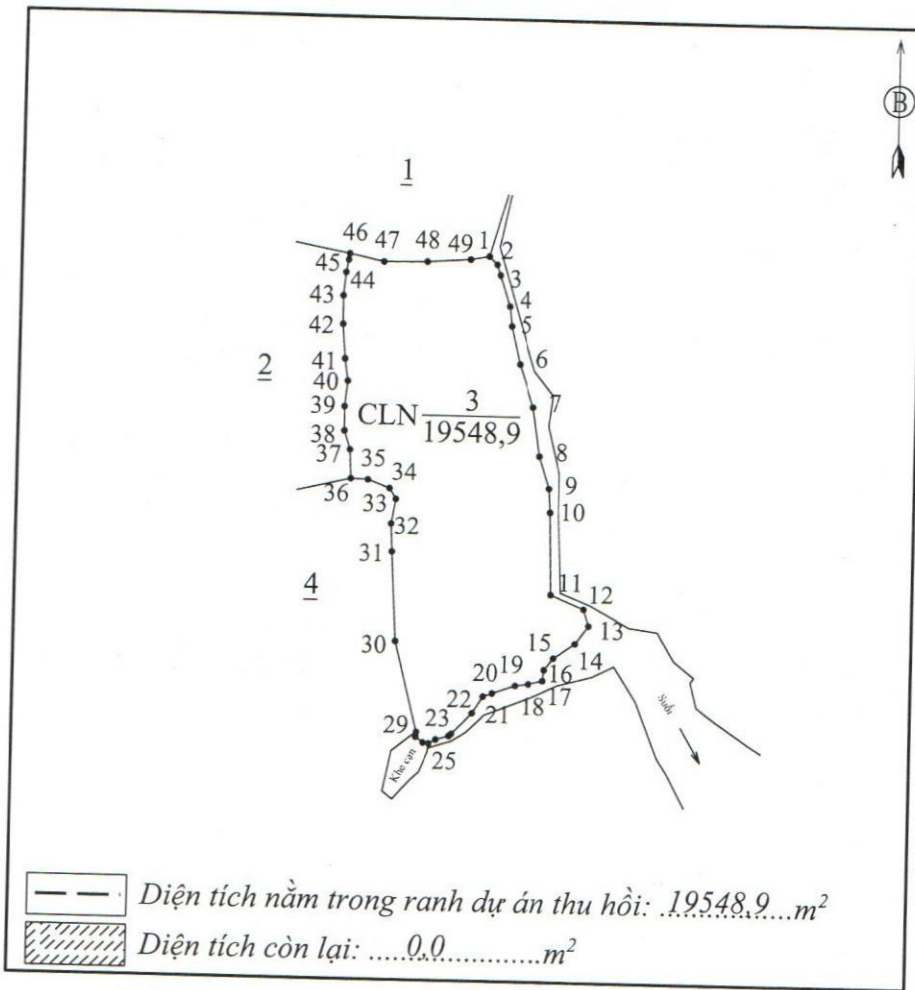 B
1
46 47 48 49 1 2
45 44 3
43 4
42 5
41 6
2
40
39 CLN 3 7
19548,9
38
37 35 34 8
36 33 9
32 10
31
4 11 12
30 15 13
20 19 16 14
22 18 17
29 23 21
25
Khe cạn
Suối
Diện tích nằm trong ranh dự án thu hồi: 19548,9 m²
Diện tích còn lại: .....0,0..................m²